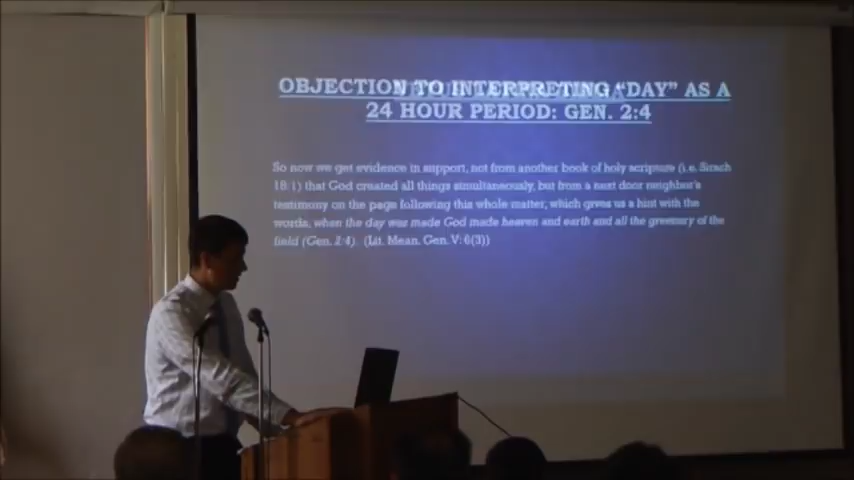 OBJECTION TO INTERPRETING “DAY” AS A
24 HOUR PERIOD: GEN. 2:4
So now we get evidence in support, not from another book of holy scripture (i.e. Sirach
18:1) that God created all things simultaneously, but from a next door neighbor's
testimony on the page following this whole matter, which gives us a hint with the
words, when the day was made God made heaven and earth and all the greenery of the
field (Gen. 2:4). (Lit. Mean. Gen. V: 6(3))